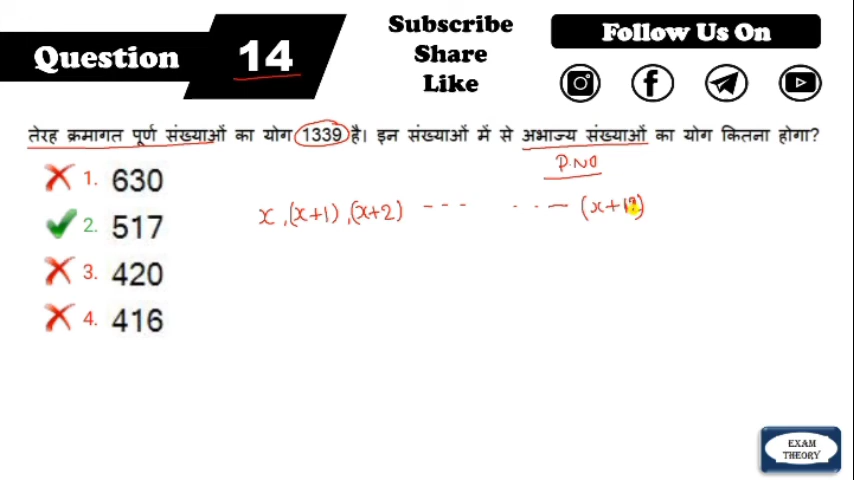 Question 14
Subscribe
Share
Like
Follow Us On
तेरह क्रमागत पूर्ण संख्याओं का योग 1339 है। इन संख्याओं में से अभाज्य संख्याओं का योग कितना होगा?
P.NO
1. 630
2. 517
3. 420
4. 416
x, (x+1), (x+2) --- ..— (x+12)
EXAM
THEORY